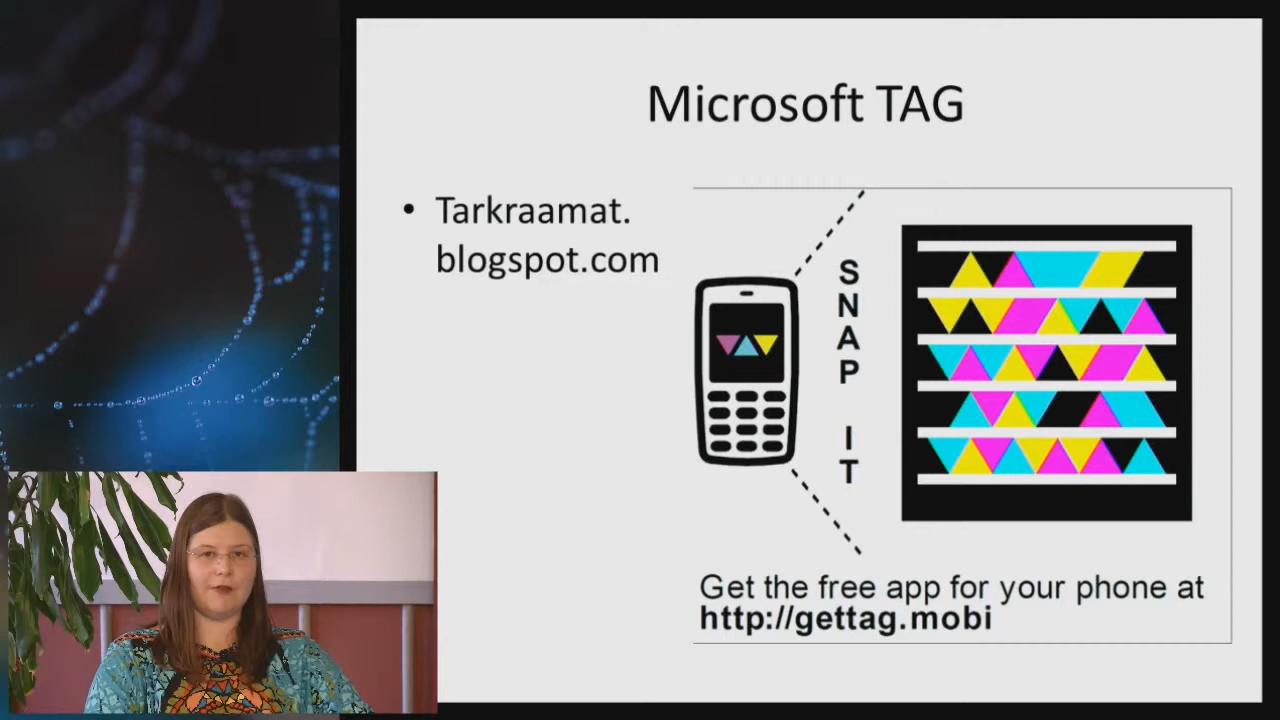 Microsoft TAG
• Tarkraamat.
blogspot.com
SNAP IT
Get the free app for your phone at
http://gettag.mobi